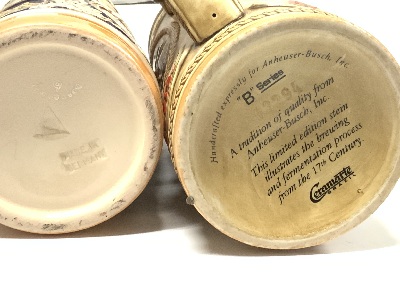 Handcrafted expressly for Anheuser-Busch, Inc.
"B" Series
A tradition of quality from
Anheuser-Busch, Inc.
This limited edition stein
illustrates the brewing
and fermentation process
from the 17th Century.
Ceramarte